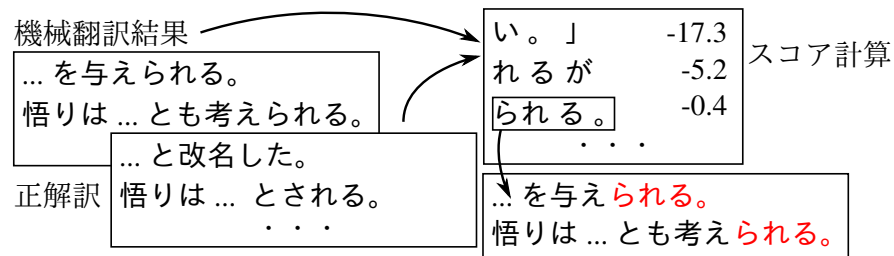 機械翻訳結果
... を与えられる。
悟りは ... とも考えられる。
正解訳
... と改名した。
悟りは ... とされる。
・・・
い 。 」 -17.3
れ る が -5.2
られ る 。 -0.4
・・・
スコア計算
... を与えられる。
悟りは ... とも考えられる。